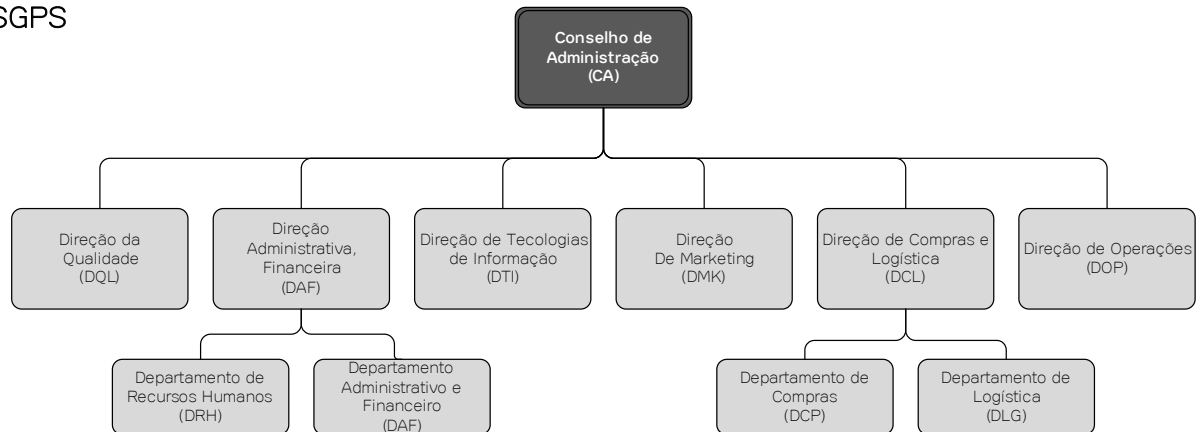 SGPS
Conselho de
Administração
(CA)
Direção da
Qualidade
(DQL)
Direção
Administrativa,
Financeira
(DAF)
Direção de Tecologias
de Informação
(DTI)
Direção
De Marketing
(DMK)
Direção de Compras e
Logística
(DCL)
Direção de Operações
(DOP)
Departamento de
Recursos Humanos
(DRH)
Departamento
Administrativo e
Financeiro
(DAF)
Departamento de
Compras
(DCP)
Departamento de
Logística
(DLG)